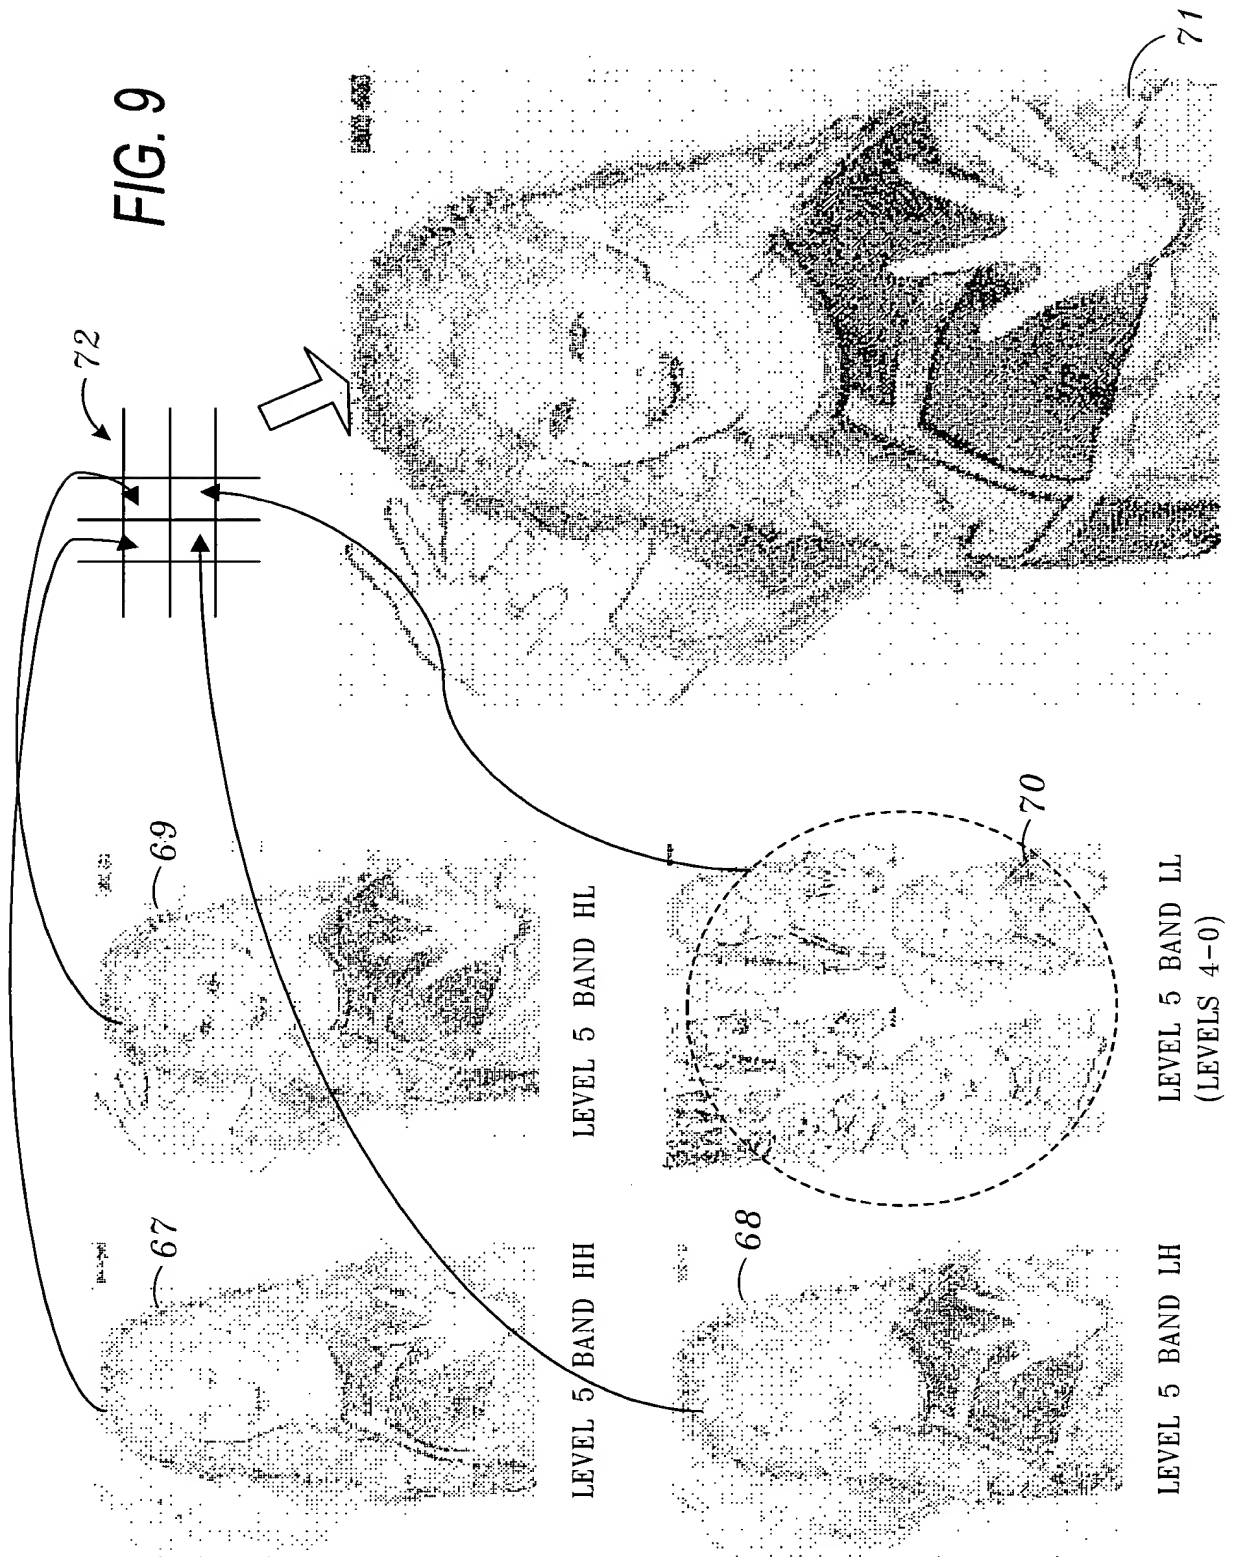 FIG. 9
72
71
69
LEVEL 5 BAND HL
70
LEVEL 5 BAND LL
(LEVELS 4-0)
67
LEVEL 5 BAND HH
68
LEVEL 5 BAND LH